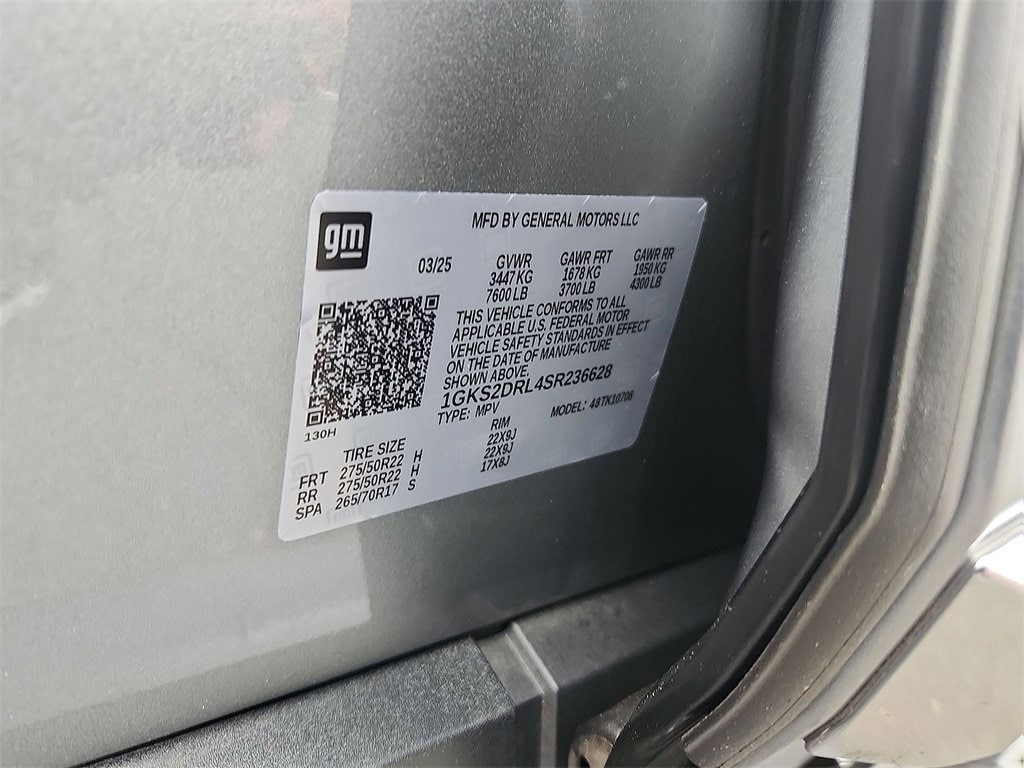 gm
MFD BY GENERAL MOTORS LLC
03/25
GVWR GAWR FRT GAWR RR
3447 KG 1678 KG 1950 KG
7600 LB 3700 LB 4300 LB
THIS VEHICLE CONFORMS TO ALL
APPLICABLE U.S. FEDERAL MOTOR
VEHICLE SAFETY STANDARDS IN EFFECT
ON THE DATE OF MANUFACTURE
SHOWN ABOVE.
1GKS2DRL4SR236628
TYPE: MPV MODEL: 48TK10706
130H
TIRE SIZE RIM
FRT 275/50R22 H 22X9J
RR 275/50R22 H 22X9J
SPA 265/70R17 S 17X8J